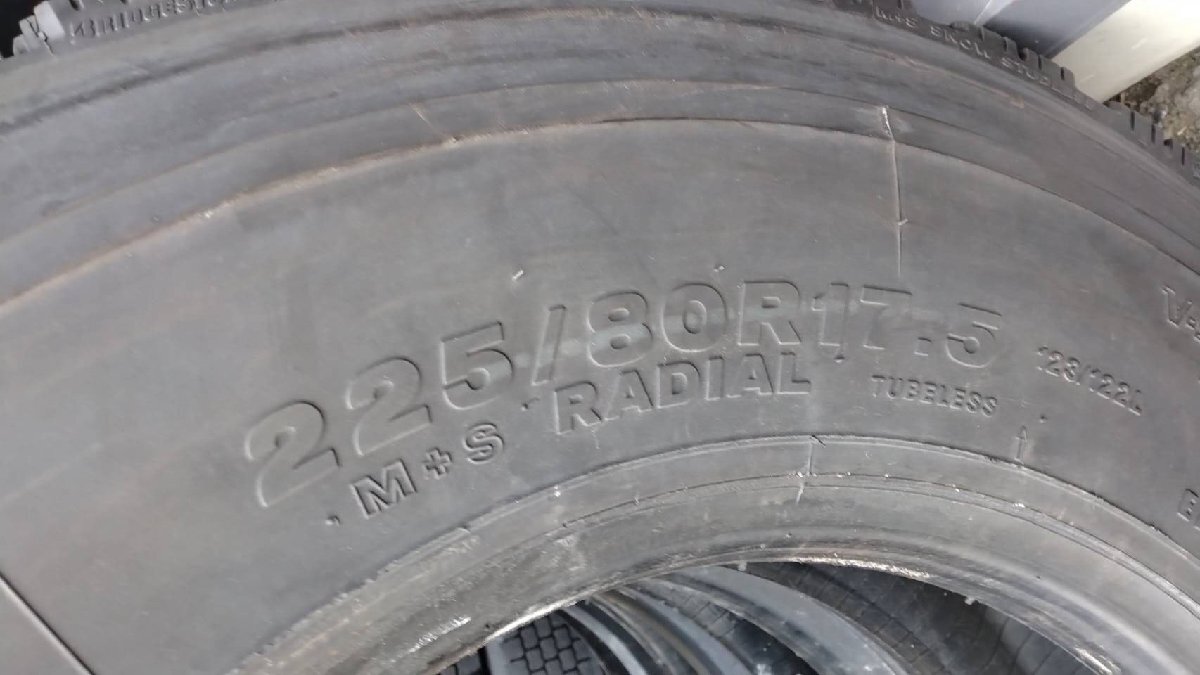 225/80R17.5
123/122L
M+S RADIAL
TUBELESS